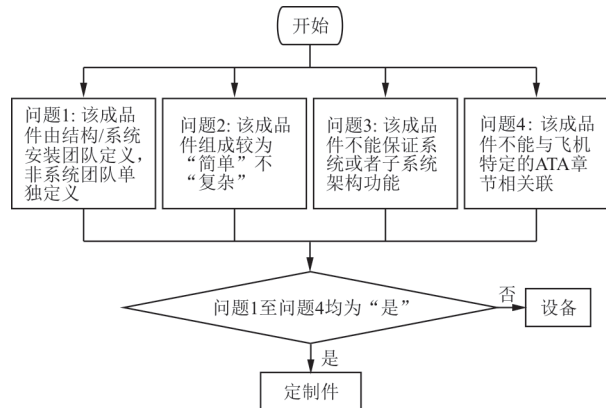 开始
问题1: 该成品
件由结构/系统
安装团队定义，
非系统团队单
独定义
问题2: 该成品
件组成较为
“简单”不
“复杂”
问题3: 该成品
件不能保证系
统或者子系统
架构功能
问题4: 该成品
件不能与飞机
特定的ATA章
节相关联
问题1至问题4均为“是”
否
设备
是
定制件